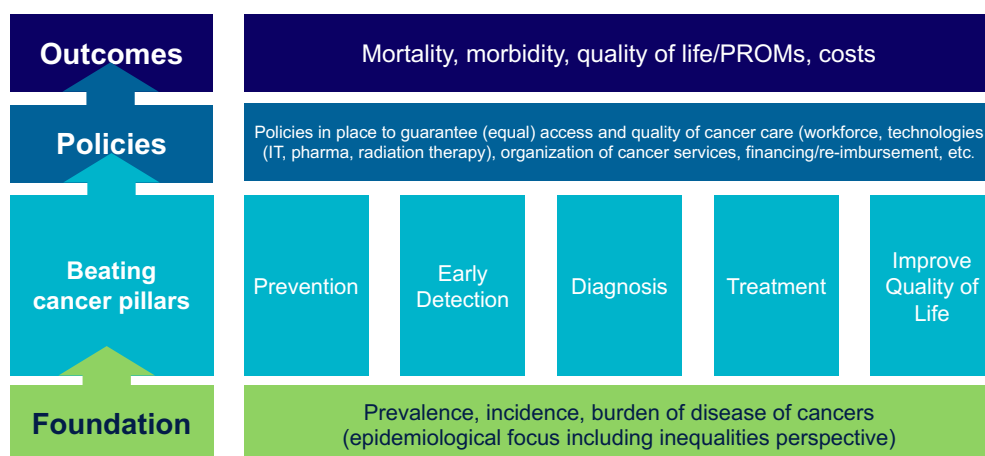 Outcomes
Mortality, morbidity, quality of life/PROMs, costs
Policies
Policies in place to guarantee (equal) access and quality of cancer care (workforce, technologies
(IT, pharma, radiation therapy), organization of cancer services, financing/re-imbursement, etc.
Beating
cancer pillars
Prevention
Early
Detection
Diagnosis
Treatment
Improve
Quality of
Life
Foundation
Prevalence, incidence, burden of disease of cancers
(epidemiological focus including inequalities perspective)